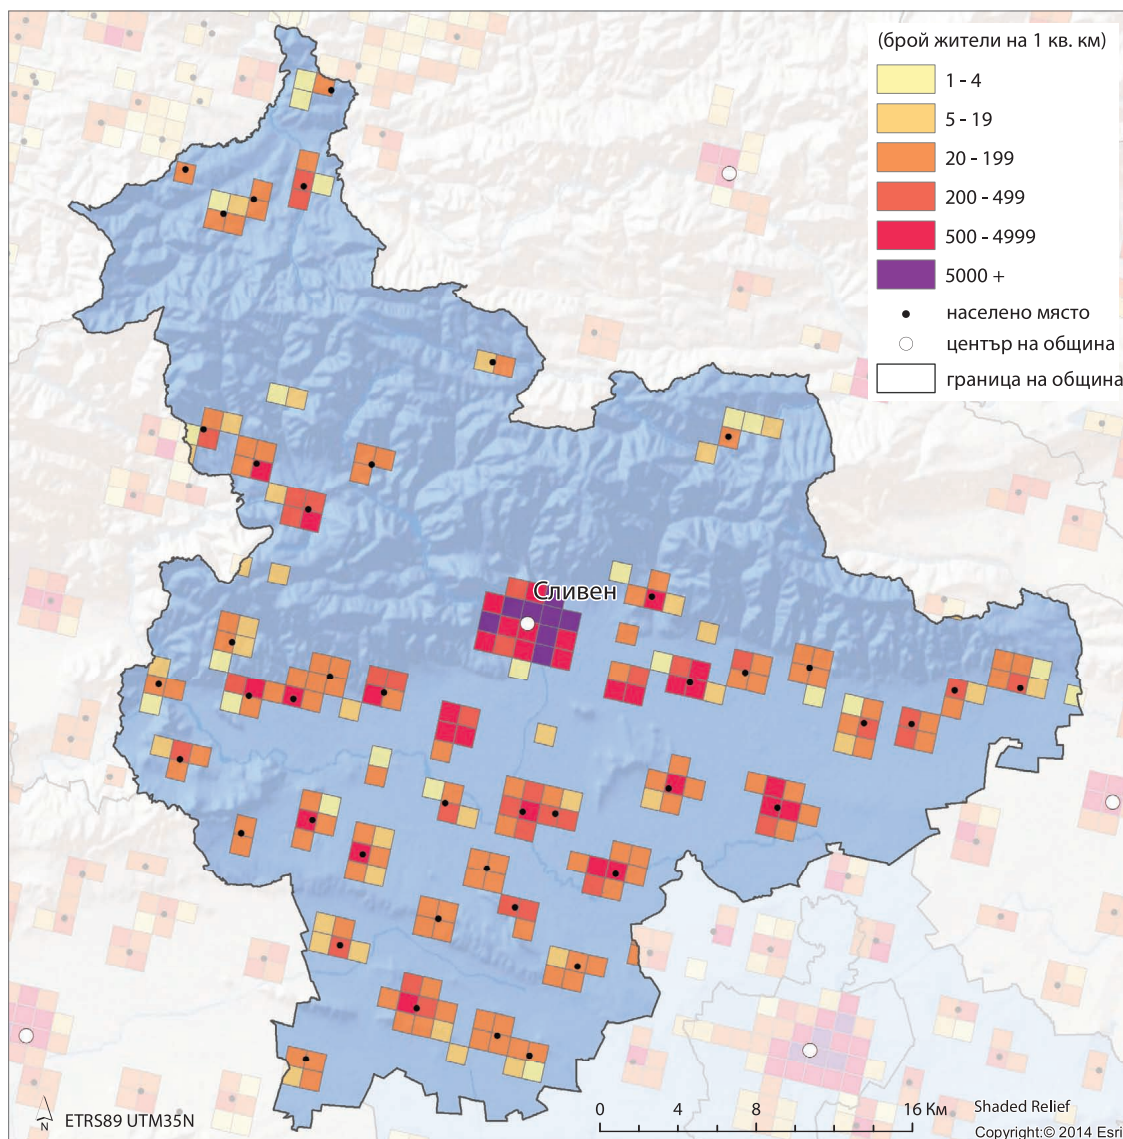 (брой жители на 1 кв. км)
1 - 4
5 - 19
20 - 199
200 - 499
500 - 4999
5000 +
населено място
център на община
граница на община
Сливен
N
ETRS89 UTM35N
0 4 8 16 Км
Shaded Relief
Copyright:© 2014 Esri